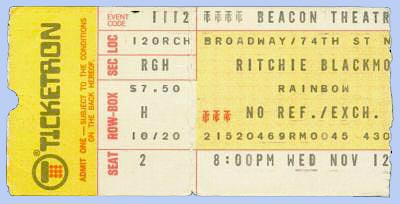 TICKETRON
ADMIT ONE—SUBJECT TO THE CONDITIONS
ON THE BACK HEREOF.
EVENT
CODE
1112
BEACON THEATR
SEC LOC
120RCH
BROADWAY/74TH ST N
RGH
RITCHIE BLACKMO
ROW-BOX
$7.50
RAINBOW
H
NO REF./EXCH.
10/20
21520469RM0045 430
SEAT
2
8:00PM WED NOV 12